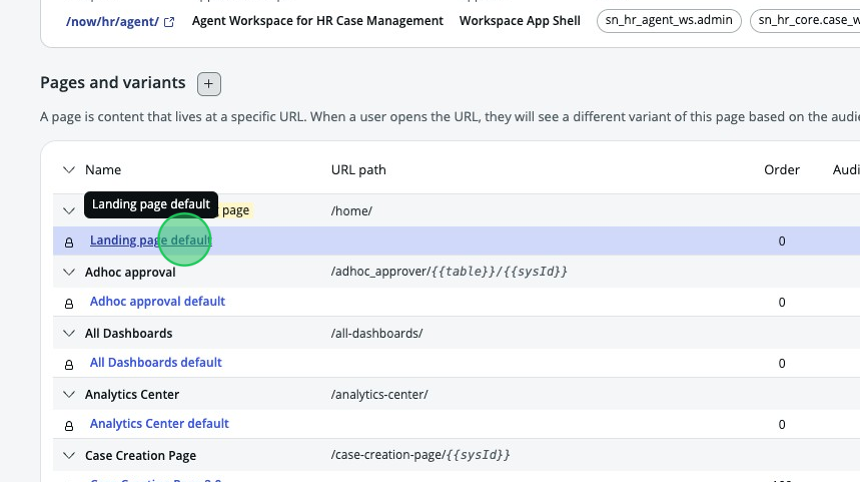 /now/hr/agent/ Agent Workspace for HR Case Management Workspace App Shell sn_hr_agent_ws.admin sn_hr_core.case_w
Pages and variants +
A page is content that lives at a specific URL. When a user opens the URL, they will see a different variant of this page based on the audie
Name URL path Order Audi
Landing page default
page /home/
Landing page default 0
Adhoc approval /adhoc_approver/{{table}}/{{sysId}}
Adhoc approval default 0
All Dashboards /all-dashboards/
All Dashboards default 0
Analytics Center /analytics-center/
Analytics Center default 0
Case Creation Page /case-creation-page/{{sysId}}